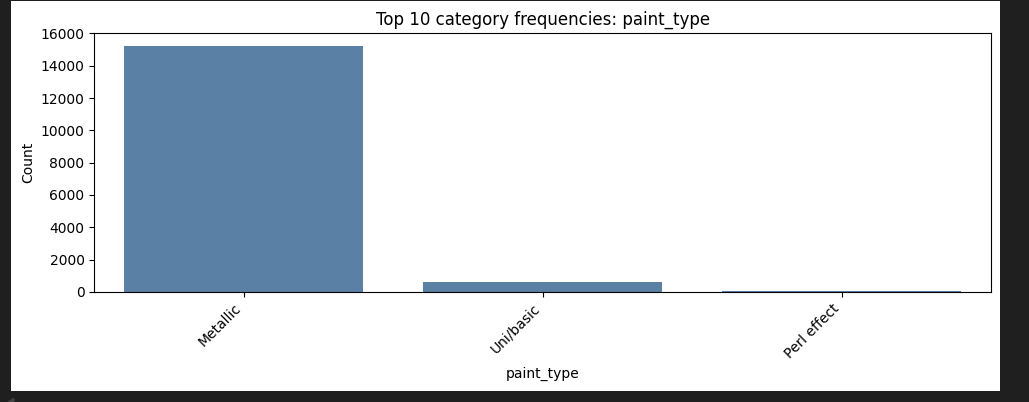 Top 10 category frequencies: paint_type
16000
14000
12000
10000
8000
6000
4000
2000
0
Count
Metallic
Uni/basic
Perl effect
paint_type